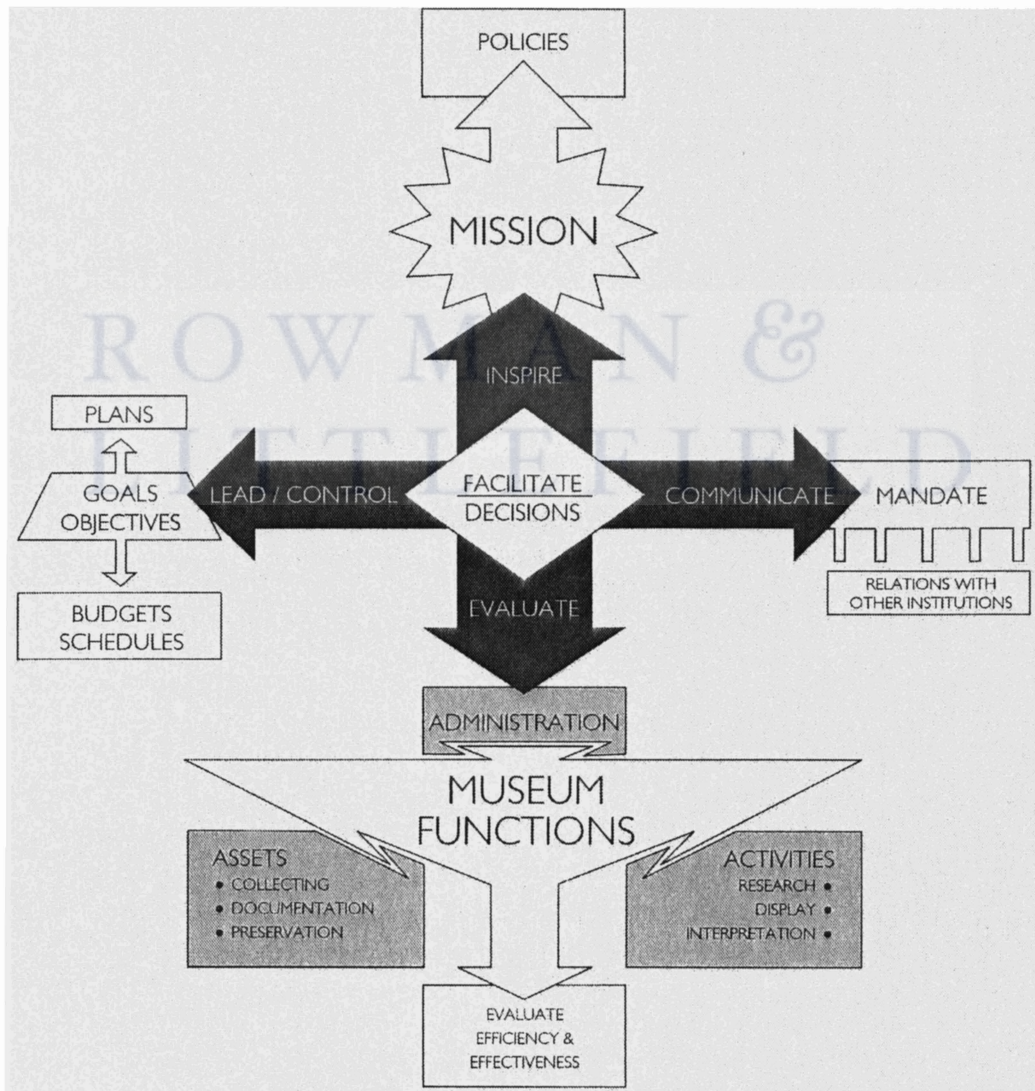 POLICIES
MISSION
ROWMAN &
LITTLEFIELD
INSPIRE
PLANS
GOALS
OBJECTIVES
LEAD / CONTROL
FACILITATE
DECISIONS
COMMUNICATE
MANDATE
BUDGETS
SCHEDULES
RELATIONS WITH
OTHER INSTITUTIONS
EVALUATE
ADMINISTRATION
MUSEUM
FUNCTIONS
ASSETS
• COLLECTING
• DOCUMENTATION
• PRESERVATION
ACTIVITIES
RESEARCH •
DISPLAY •
INTERPRETATION •
EVALUATE
EFFICIENCY &
EFFECTIVENESS